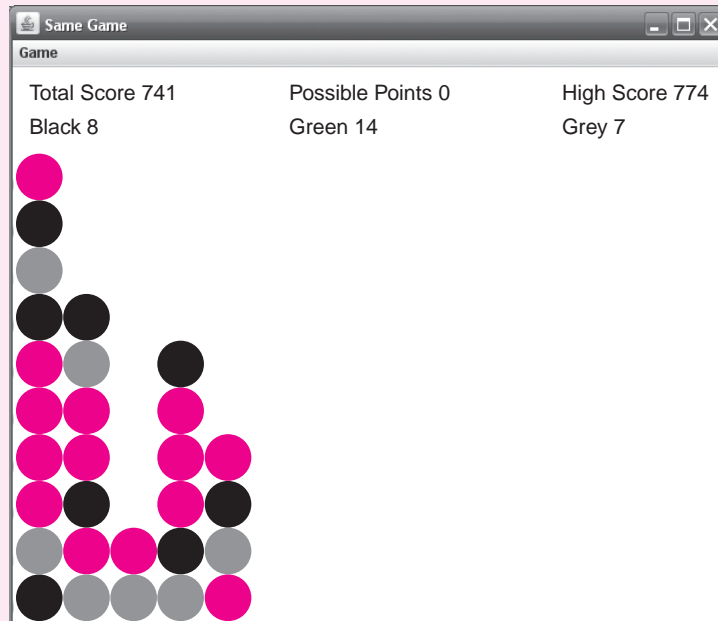 Same Game
Game
Total Score 741 Possible Points 0 High Score 774
Black 8 Green 14 Grey 7